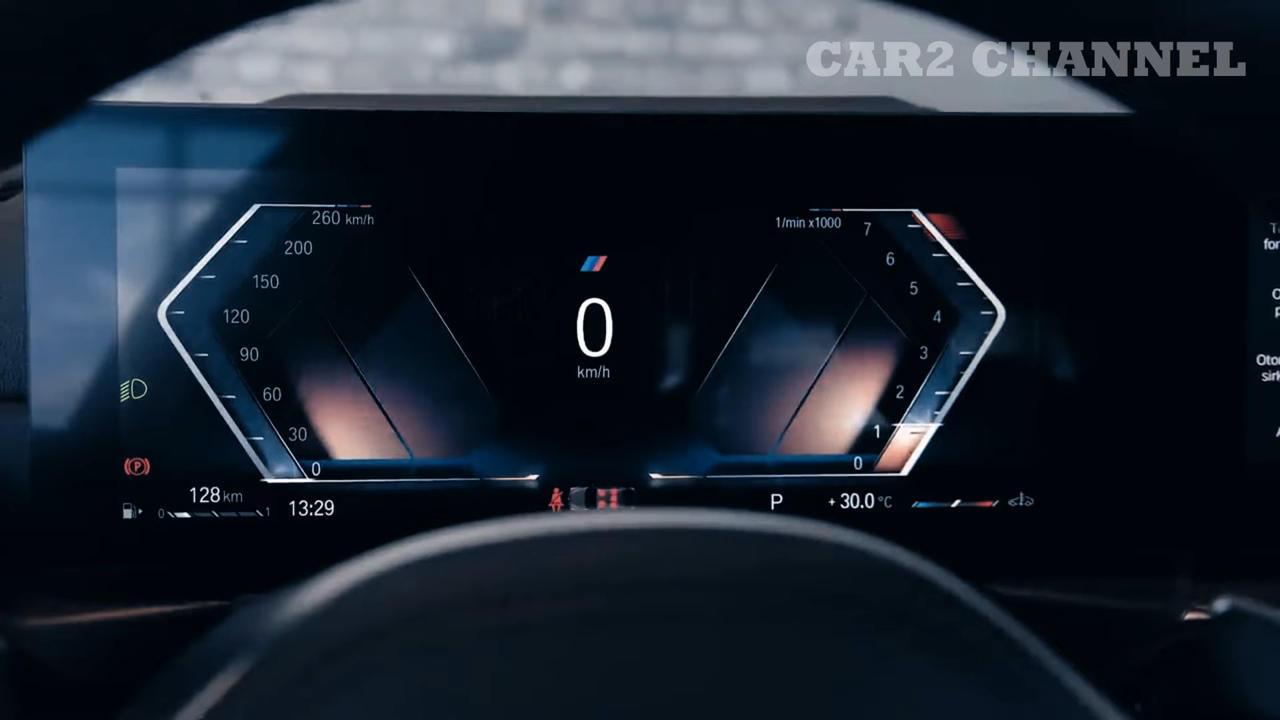 CAR2 CHANNEL
260 km/h
200
150
120
90
60
30
0
0
km/h
1/min x1000
7
6
5
4
3
2
1
0
P
128 km
0 1
13:29
P
+30.0 °C